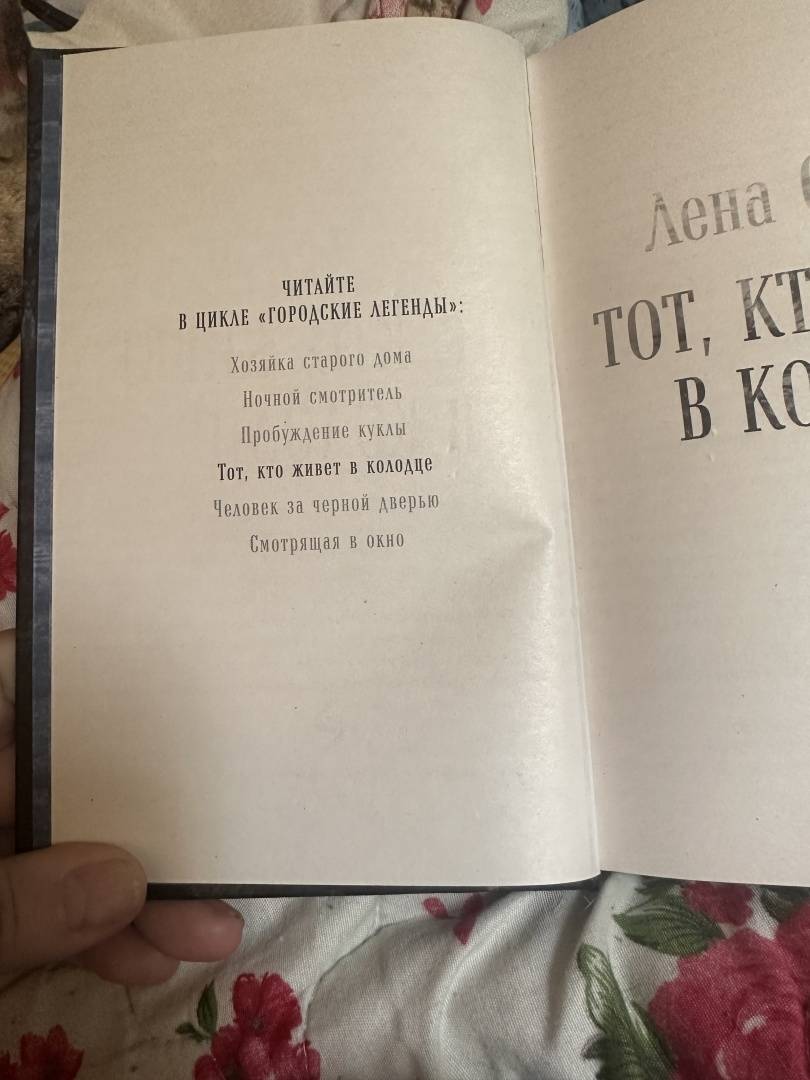 ЧИТАЙТЕ
В ЦИКЛЕ «ГОРОДСКИЕ ЛЕГЕНДЫ»:
Хозяйка старого дома
Ночной смотритель
Пробуждение куклы
Тот, кто живет в колодце
Человек за черной дверью
Смотрящая в окно
Лена
ТОТ, КТ
В КО